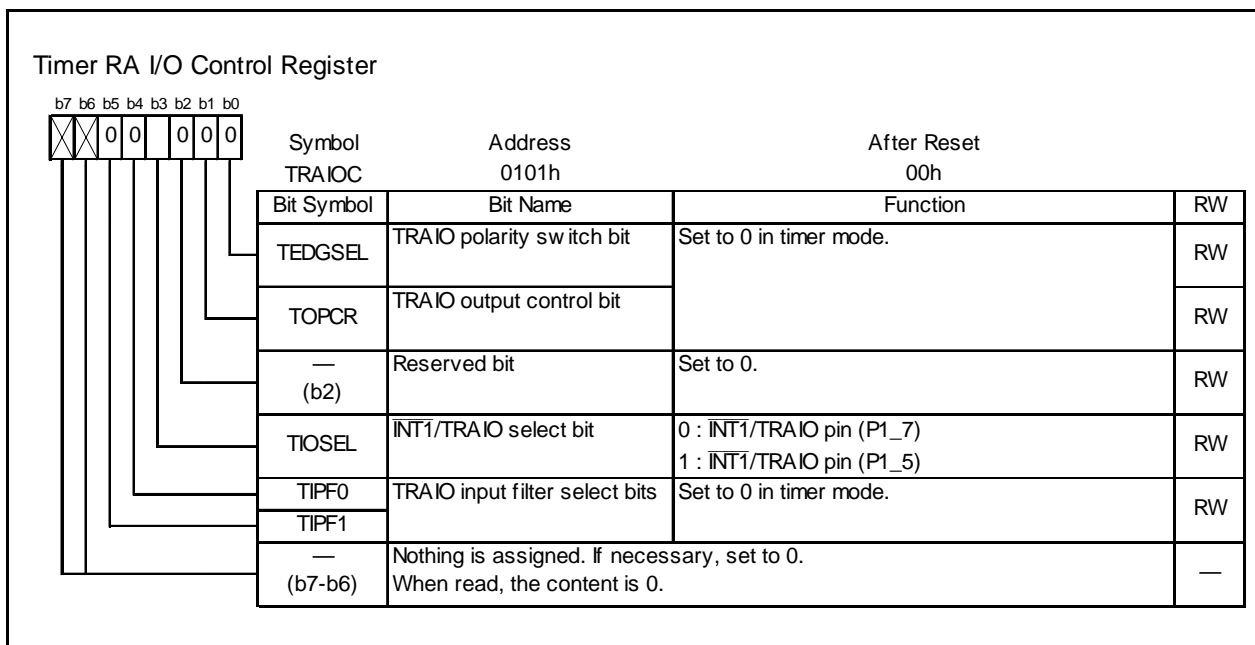 Timer RA I/O Control Register
b7 b6 b5 b4 b3 b2 b1 b0
0 0 0 0 0
Symbol Address After Reset
TRAIOC 0101h 00h
Bit Symbol Bit Name Function RW
TEDGSEL TRAIO polarity switch bit Set to 0 in timer mode. RW
TOPCR TRAIO output control bit RW
— (b2) Reserved bit Set to 0. RW
TIOSEL INT1/TRAIO select bit 0 : INT1/TRAIO pin (P1_7) RW
1 : INT1/TRAIO pin (P1_5)
TIPF0 TRAIO input filter select bits Set to 0 in timer mode. RW
TIPF1
— Nothing is assigned. If necessary, set to 0. —
(b7-b6) When read, the content is 0.